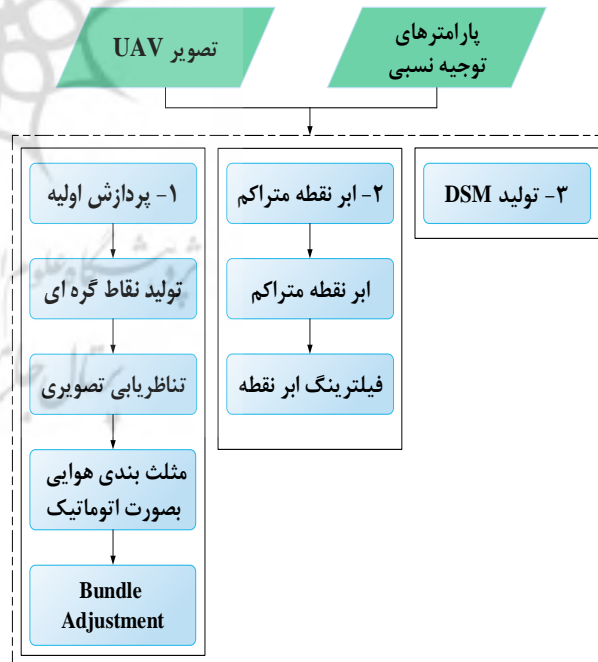 پارامترهای
توجیه نسبی
تصویر UAV
۱- پردازش اولیه
تولید نقاط گره ای
تناظریابی تصویری
مثلث بندی هوایی
بصورت اتوماتیک
Bundle
Adjustment
۲- ابر نقطه متراکم
ابر نقطه متراکم
فیلترینگ ابر نقطه
۳- تولید DSM